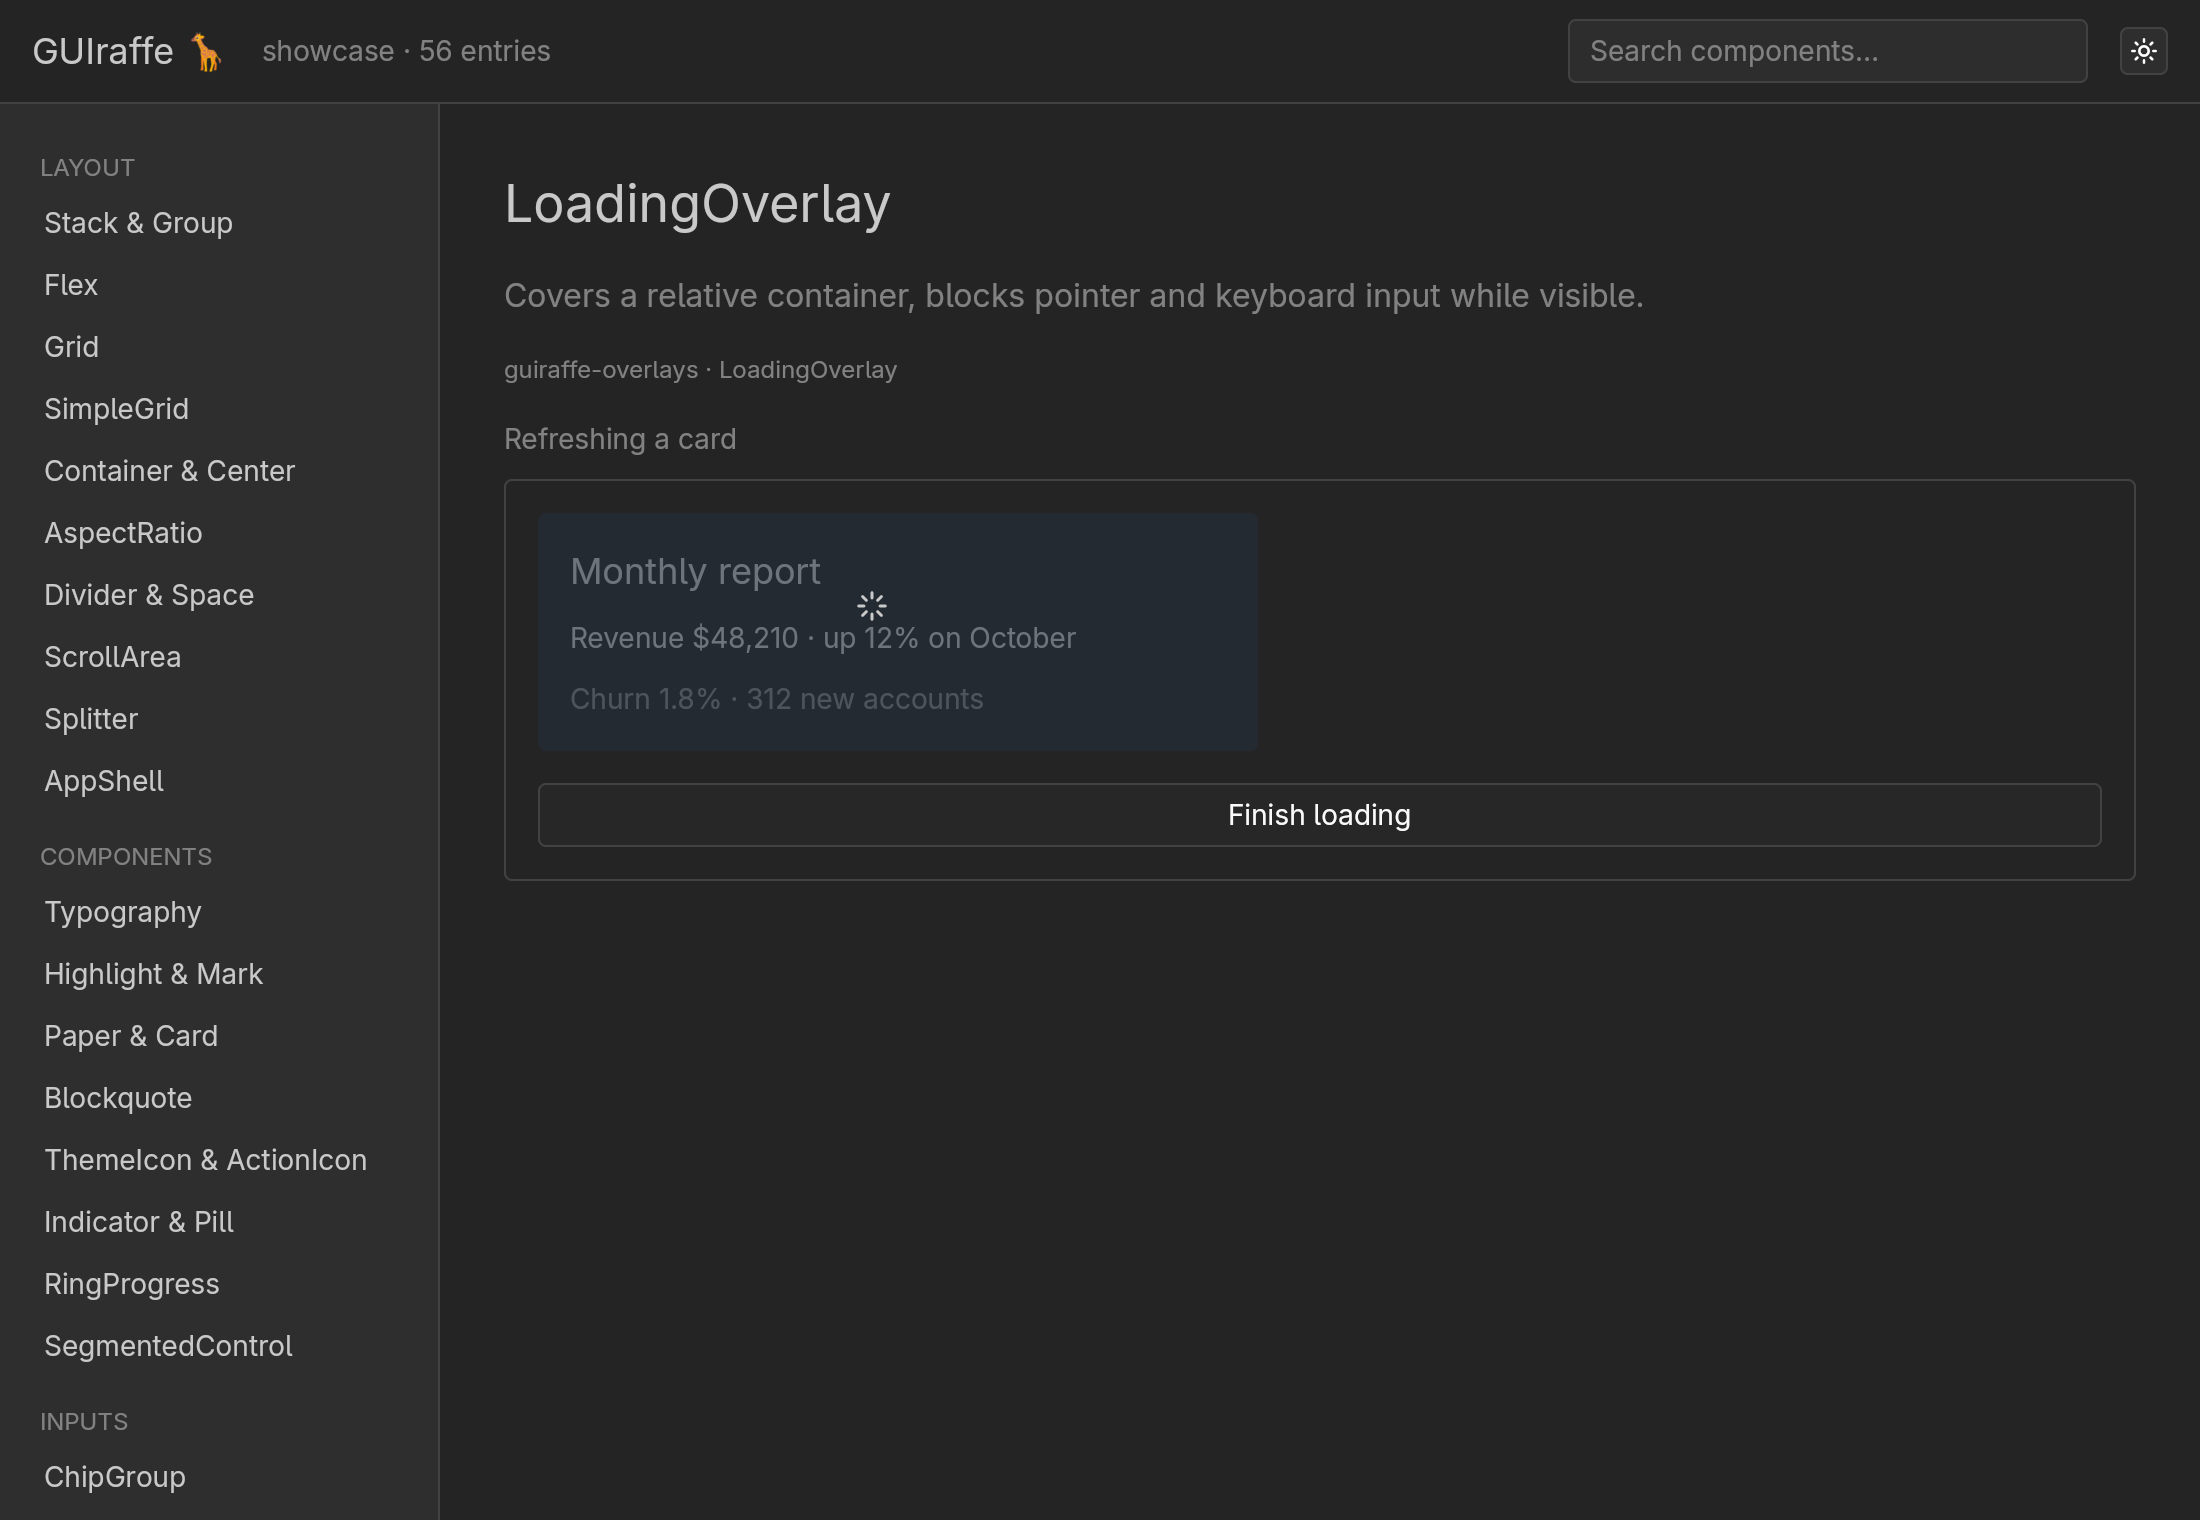 GUIraffe 🦒 showcase · 56 entries Search components...
LAYOUT
Stack & Group
Flex
Grid
SimpleGrid
Container & Center
AspectRatio
Divider & Space
ScrollArea
Splitter
AppShell
COMPONENTS
Typography
Highlight & Mark
Paper & Card
Blockquote
ThemeIcon & ActionIcon
Indicator & Pill
RingProgress
SegmentedControl
INPUTS
ChipGroup
LoadingOverlay
Covers a relative container, blocks pointer and keyboard input while visible.
guiraffe-overlays · LoadingOverlay
Refreshing a card
Monthly report
Revenue $48,210 · up 12% on October
Churn 1.8% · 312 new accounts
Finish loading